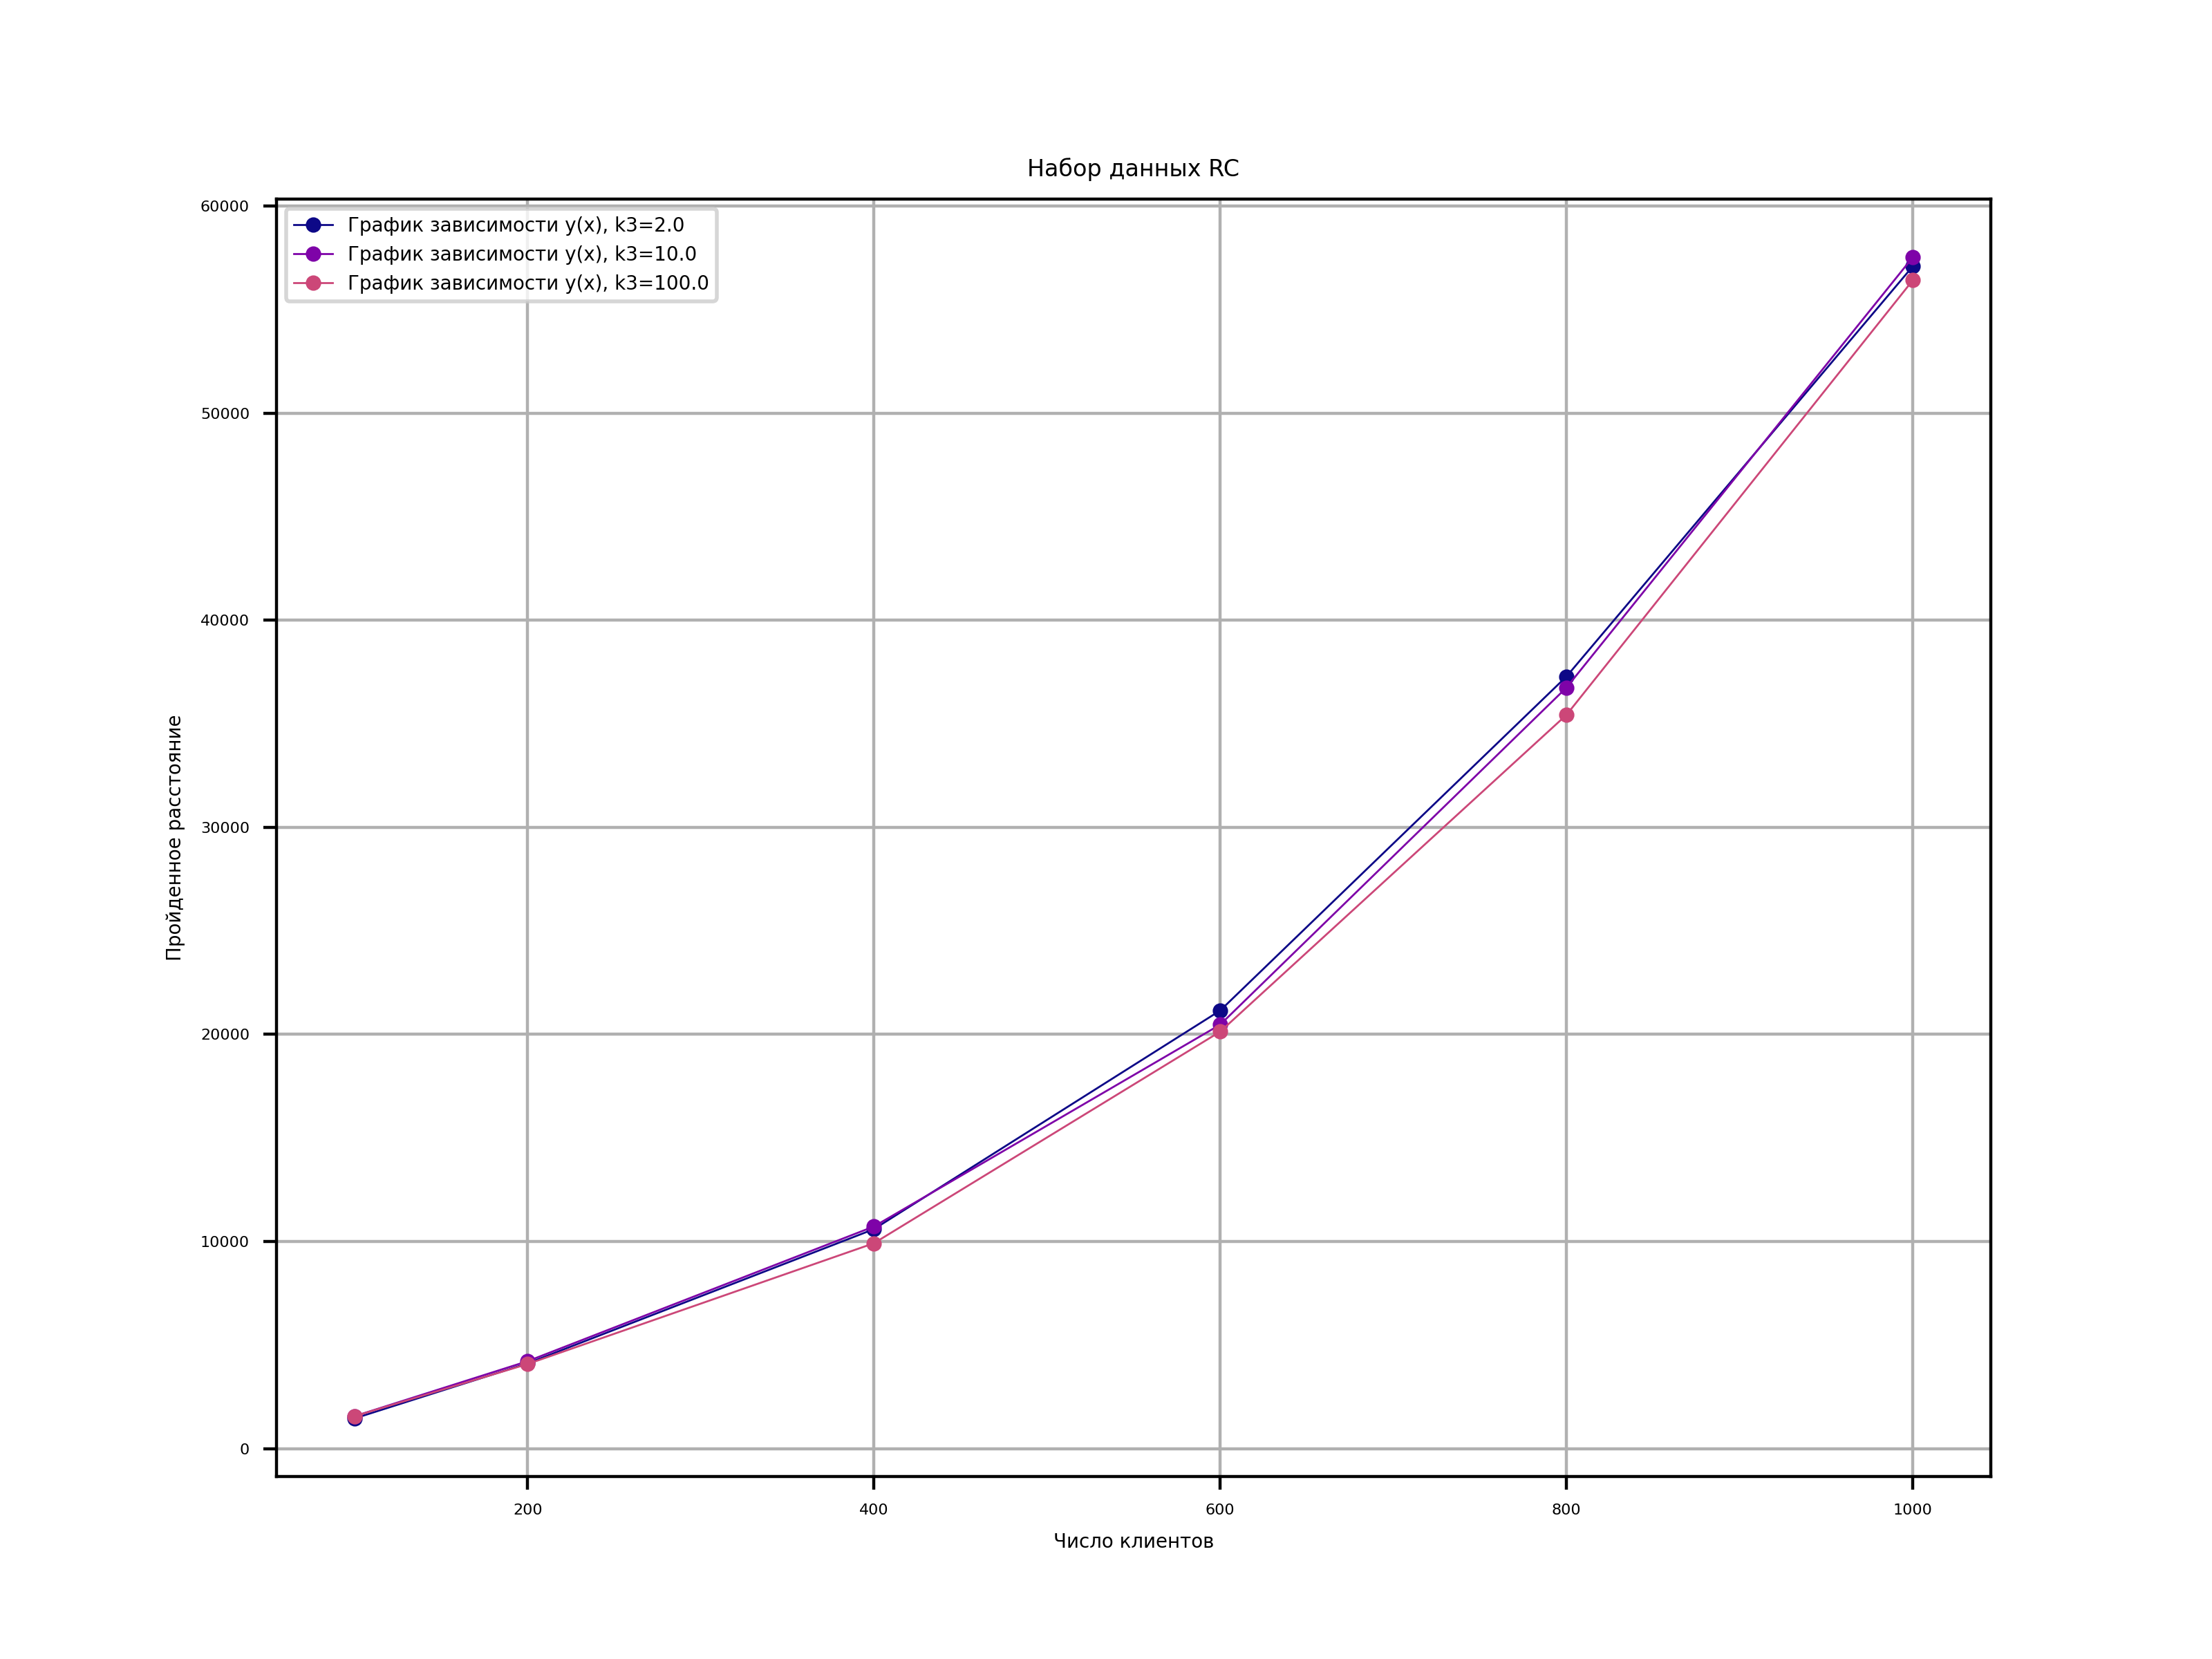 Набор данных RC
График зависимости y(x), k3=2.0
График зависимости y(x), k3=10.0
График зависимости y(x), k3=100.0
60000
50000
40000
30000
20000
10000
0
Пройденное расстояние
200 400 600 800 1000
Число клиентов